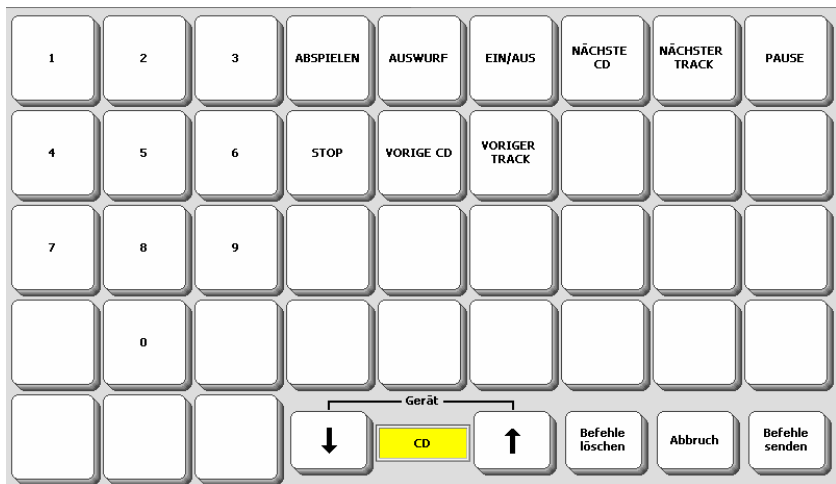 1
2
3
ABSPIELEN
AUSWURF
EIN/AUS
NÄCHSTE
CD
NÄCHSTER
TRACK
PAUSE
4
5
6
STOP
VORIGE CD
VORIGER
TRACK
7
8
9
0
Gerät
CD
Befehle
löschen
Abbruch
Befehle
senden